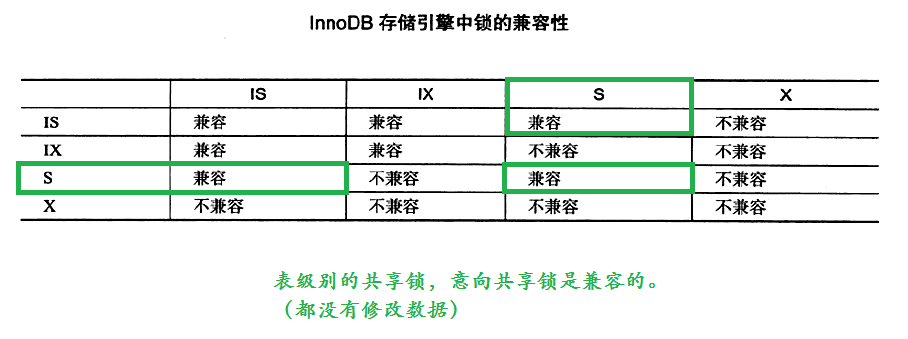 InnoDB 存储引擎中锁的兼容性
IS IX S X
IS 兼容 兼容 兼容 不兼容
IX 兼容 兼容 不兼容 不兼容
S 兼容 不兼容 兼容 不兼容
X 不兼容 不兼容 不兼容 不兼容
表级别的共享锁，意向共享锁是兼容的。
（都没有修改数据）